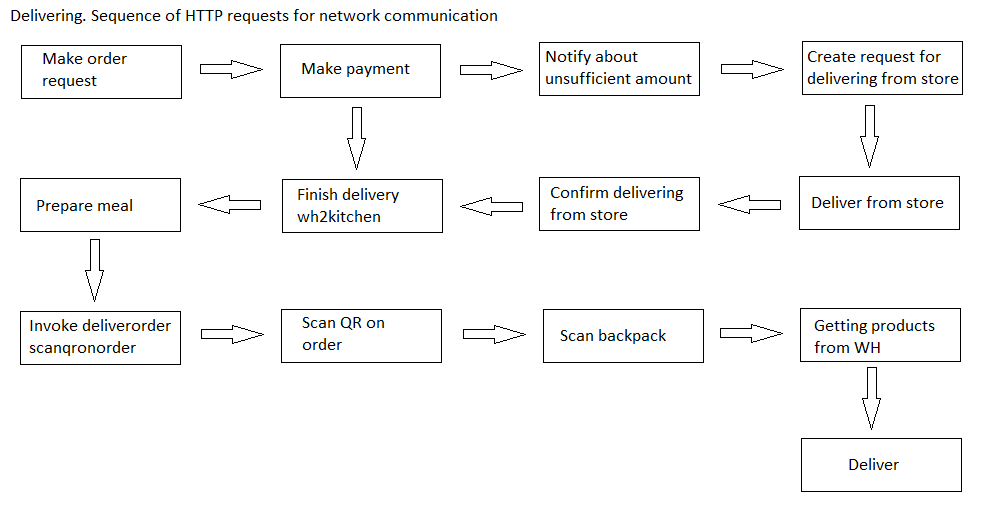 Delivering. Sequence of HTTP requests for network communication
Make order
request
Make payment
Notify about
unsufficient amount
Create request for
delivering from store
Prepare meal
Finish delivery
wh2kitchen
Confirm delivering
from store
Deliver from store
Invoke deliverorder
scanqronorder
Scan QR on
order
Scan backpack
Getting products
from WH
Deliver